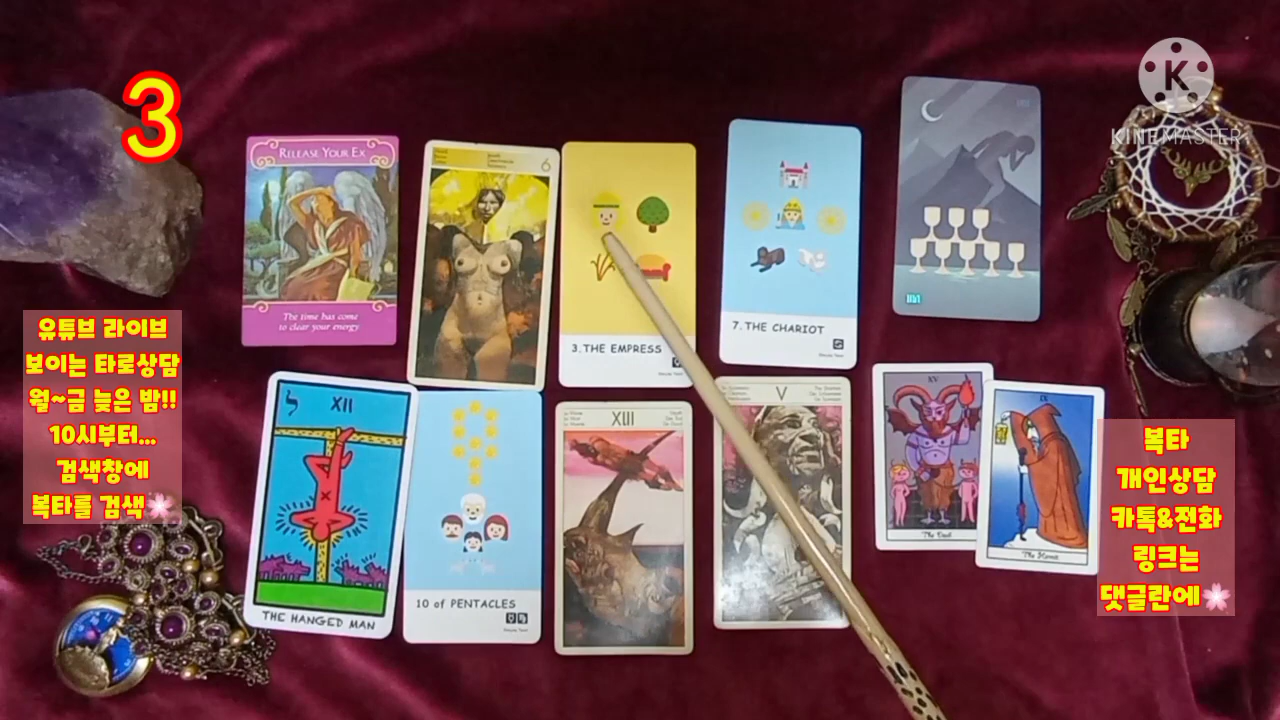 3
K
KINEMASTER
RELEASE YOUR EX
The time has come
to clear your energy
6
3. THE EMPRESS
7. THE CHARIOT
유튜브 라이브
보이는 타로상담
월~금 늦은 밤!!
10시부터...
검색창에
복타를 검색🌸
XII
THE HANGED MAN
10 of PENTACLES
XIII
V
XV
The Devil
IX
The Hermit
복타
개인상담
카톡&전화
링크는
댓글란에🌸